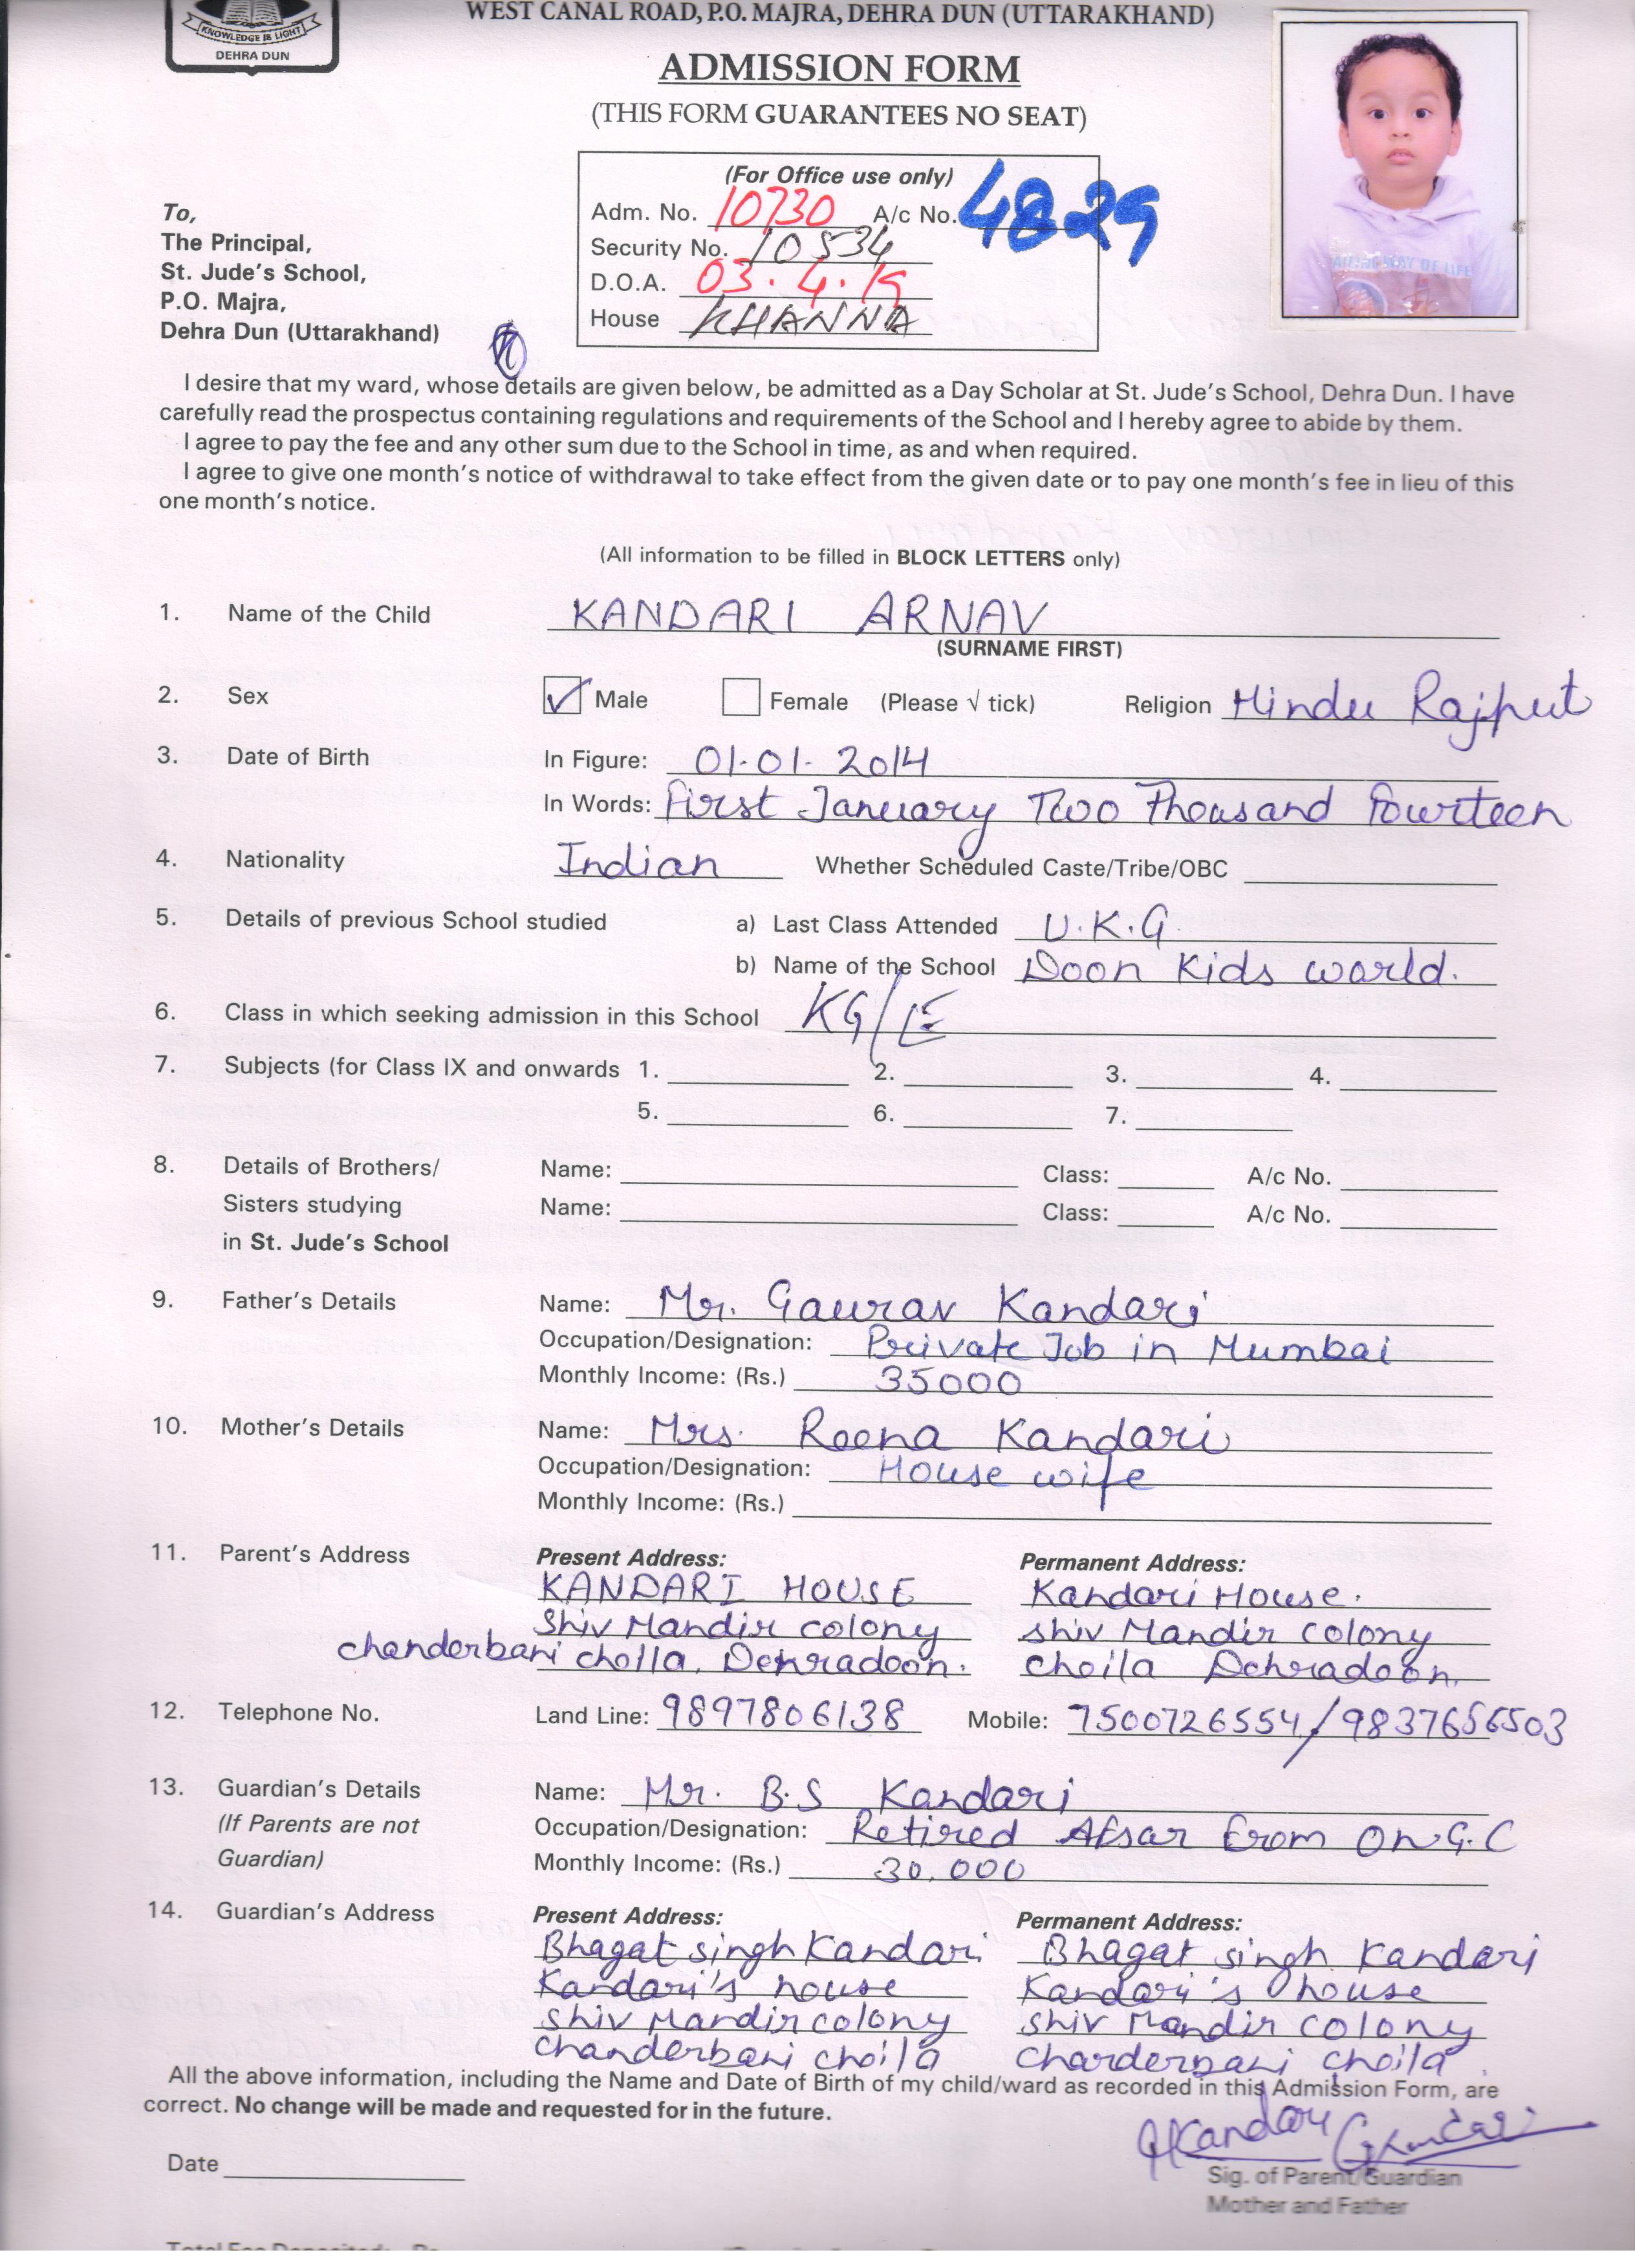 KNOWLEDGE IS LIGHT
DEHRA DUN
WEST CANAL ROAD, P.O. MAJRA, DEHRA DUN (UTTARAKHAND)
ADMISSION FORM
(THIS FORM GUARANTEES NO SEAT)
(For Office use only)
Adm. No. 10730 A/c No. 4829
Security No. 10534
D.O.A. 03.4.19
House KHANNA
To,
The Principal,
St. Jude's School,
P.O. Majra,
Dehra Dun (Uttarakhand)
I desire that my ward, whose details are given below, be admitted as a Day Scholar at St. Jude's School, Dehra Dun. I have
carefully read the prospectus containing regulations and requirements of the School and I hereby agree to abide by them.
I agree to pay the fee and any other sum due to the School in time, as and when required.
I agree to give one month's notice of withdrawal to take effect from the given date or to pay one month's fee in lieu of this
one month's notice.
(All information to be filled in BLOCK LETTERS only)
1. Name of the Child KANDARI ARNAV
(SURNAME FIRST)
2. Sex Male Female (Please √ tick) Religion Hindu Rajput
3. Date of Birth In Figure: 01.01.2014
In Words: First January Two Thousand Fourteen
4. Nationality Indian Whether Scheduled Caste/Tribe/OBC
5. Details of previous School studied a) Last Class Attended U.K.G
b) Name of the School Doon Kids world.
6. Class in which seeking admission in this School KG/E
7. Subjects (for Class IX and onwards 1. 2. 3. 4.
5. 6. 7.
8. Details of Brothers/ Name: Class: A/c No.
Sisters studying Name: Class: A/c No.
in St. Jude's School
9. Father's Details Name: Mr. Gaurav Kandari
Occupation/Designation: Private Job in Mumbai
Monthly Income: (Rs.) 35000
10. Mother's Details Name: Mrs. Reena Kandari
Occupation/Designation: House wife
Monthly Income: (Rs.)
11. Parent's Address Present Address: Permanent Address:
KANDARI HOUSE Kandari House.
Shiv Mandir colony shiv Mandir colony
chanderbani choila, Dehradoon. choila Dehradoon.
12. Telephone No. Land Line: 9897806138 Mobile: 7500726554/9837656503
13. Guardian's Details Name: Mr. B.S Kandari
(If Parents are not Occupation/Designation: Retired Afsar from O.N.G.C
Guardian) Monthly Income: (Rs.) 30,000
14. Guardian's Address Present Address: Permanent Address:
Bhagat singh Kandari Bhagat singh Kandari
Kandari's house Kandari's house
shiv Mandir colony shiv Mandir colony
chanderbani choila chanderbani choila
All the above information, including the Name and Date of Birth of my child/ward as recorded in this Admission Form, are
correct. No change will be made and requested for in the future.
Kandari GKandari
Date Sig. of Parent/Guardian
Mother and Father